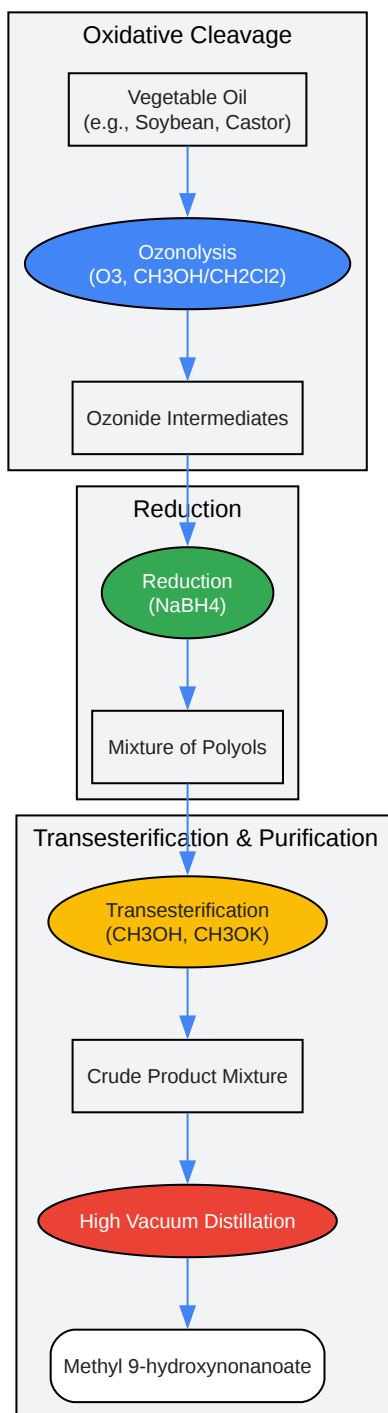 Oxidative Cleavage
Vegetable Oil
(e.g., Soybean, Castor)
Ozonolysis
(O3, CH3OH/CH2Cl2)
Ozonide Intermediates
Reduction
Reduction
(NaBH4)
Mixture of Polyols
Transesterification & Purification
Transesterification
(CH3OH, CH3OK)
Crude Product Mixture
High Vacuum Distillation
Methyl 9-hydroxynonanoate